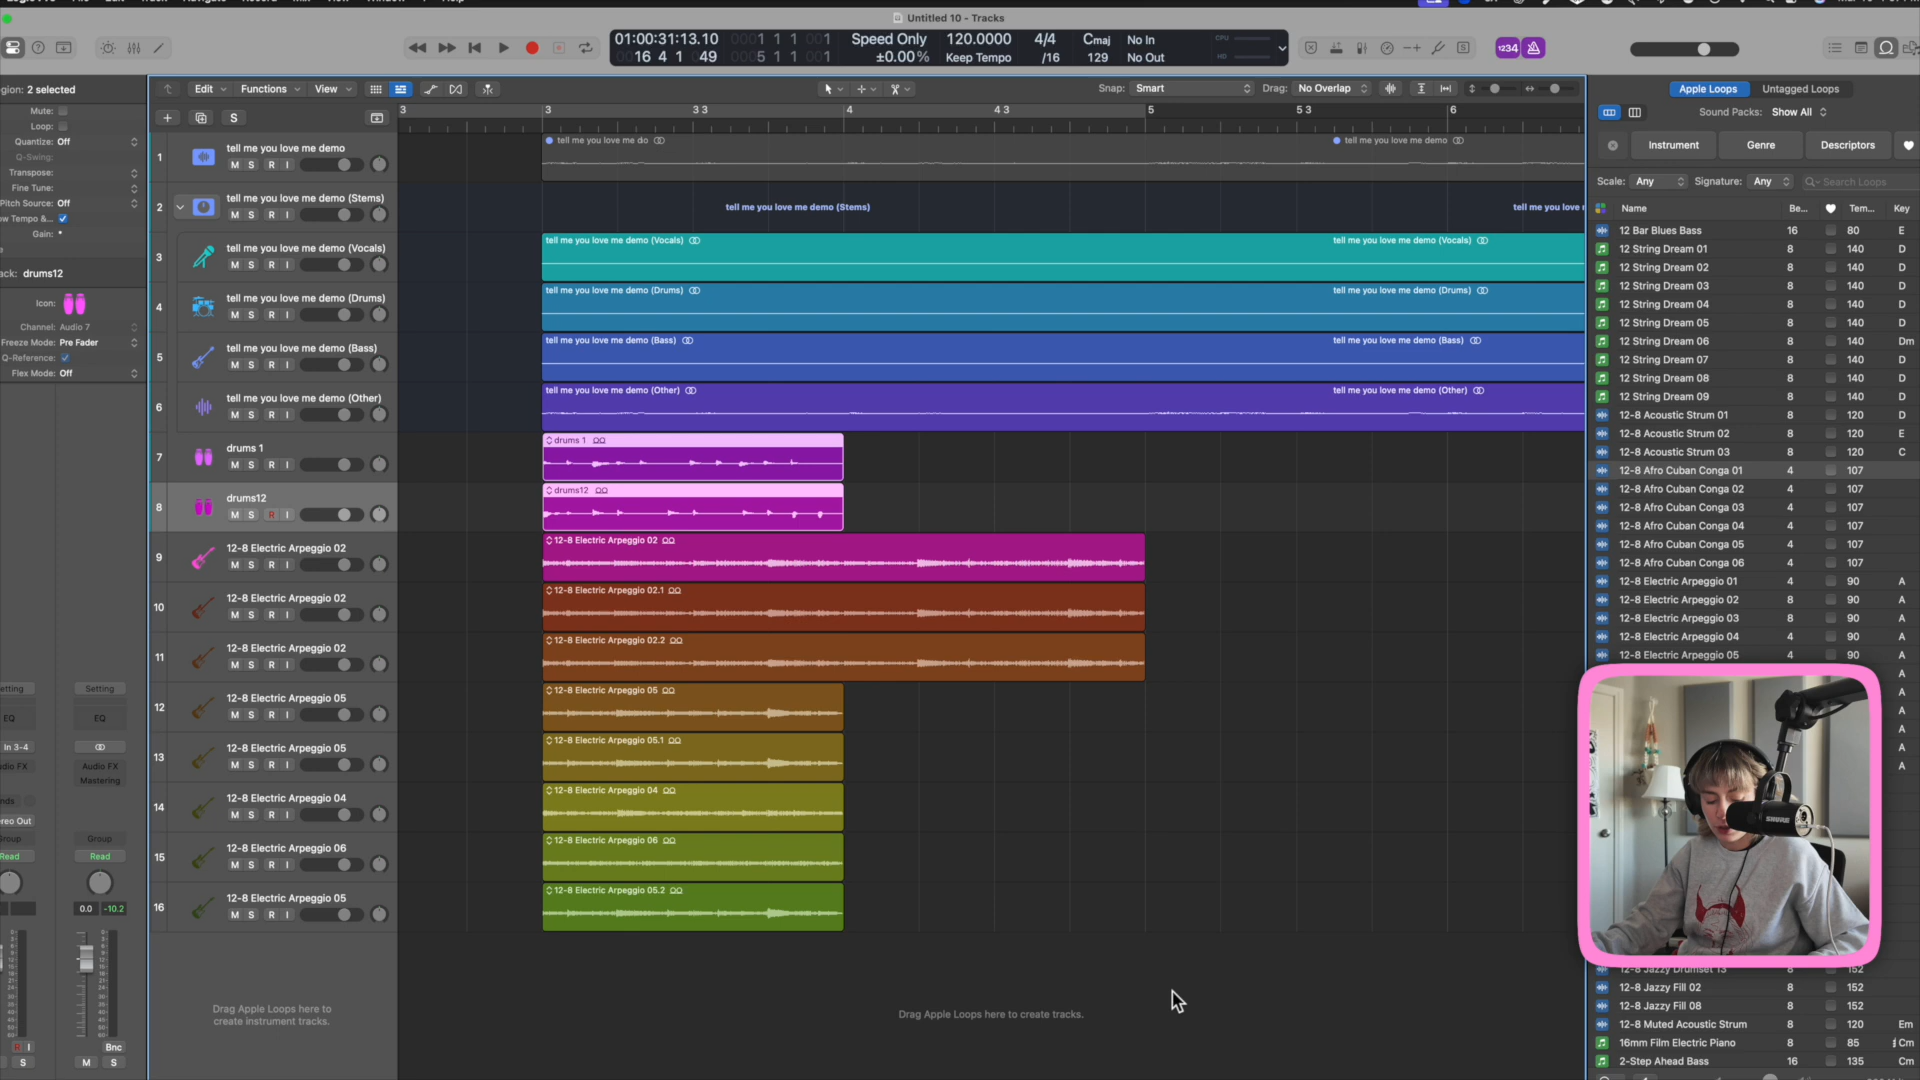 Untitled 10 - Tracks
01:00:31:13.10
16 4 1 49
0001 1 1 001
0005 1 1 001
Speed Only
±0.00%
120.0000
Keep Tempo
4/4
/16
Cmaj
129
No In
No Out
CPU
HD
1234
Region: 2 selected
Mute:
Loop:
Quantize: Off
Q-Swing:
Transpose:
Fine Tune:
Pitch Source: Off
Gain:
drums12
Icon:
Channel: Audio 7
Freeze Mode: Pre Fader
Q-Reference:
Flex Mode: Off
Setting
EQ
In 3-4
Audio FX
Audio FX
Mastering
Stereo Out
Group
Group
Read
Read
0.0 -10.2
R I
Bnc
S
M S
Edit Functions View
Snap: Smart
Drag: No Overlap
S
3 3 3 3 4 4 3 5 5 3 6
1 tell me you love me demo
M S R I
2 tell me you love me demo (Stems)
M S R I
3 tell me you love me demo (Vocals)
M S R I
4 tell me you love me demo (Drums)
M S R I
5 tell me you love me demo (Bass)
M S R I
6 tell me you love me demo (Other)
M S R I
7 drums 1
M S R I
8 drums12
M S R I
9 12-8 Electric Arpeggio 02
M S R I
10 12-8 Electric Arpeggio 02
M S R I
11 12-8 Electric Arpeggio 02
M S R I
12 12-8 Electric Arpeggio 05
M S R I
13 12-8 Electric Arpeggio 05
M S R I
14 12-8 Electric Arpeggio 04
M S R I
15 12-8 Electric Arpeggio 06
M S R I
16 12-8 Electric Arpeggio 05
M S R I
tell me you love me do
tell me you love me demo
tell me you love me demo (Stems)
tell me you love
tell me you love me demo (Vocals)
tell me you love me demo (Vocals)
tell me you love me demo (Drums)
tell me you love me demo (Drums)
tell me you love me demo (Bass)
tell me you love me demo (Bass)
tell me you love me demo (Other)
tell me you love me demo (Other)
drums 1
drums12
12-8 Electric Arpeggio 02
12-8 Electric Arpeggio 02.1
12-8 Electric Arpeggio 02.2
12-8 Electric Arpeggio 05
12-8 Electric Arpeggio 05.1
12-8 Electric Arpeggio 04
12-8 Electric Arpeggio 06
12-8 Electric Arpeggio 05.2
Drag Apple Loops here to
create instrument tracks.
Drag Apple Loops here to create tracks.
Apple Loops Untagged Loops
Sound Packs: Show All
Instrument Genre Descriptors
Scale: Any Signature: Any Search Loops
Name Be... Tem... Key
12 Bar Blues Bass 16 80 E
12 String Dream 01 8 140 D
12 String Dream 02 8 140 D
12 String Dream 03 8 140 D
12 String Dream 04 8 140 D
12 String Dream 05 8 140 D
12 String Dream 06 8 140 Dm
12 String Dream 07 8 140 D
12 String Dream 08 8 140 D
12 String Dream 09 8 140 D
12-8 Acoustic Strum 01 8 120 D
12-8 Acoustic Strum 02 8 120 E
12-8 Acoustic Strum 03 8 120 C
12-8 Afro Cuban Conga 01 4 107
12-8 Afro Cuban Conga 02 4 107
12-8 Afro Cuban Conga 03 4 107
12-8 Afro Cuban Conga 04 4 107
12-8 Afro Cuban Conga 05 4 107
12-8 Afro Cuban Conga 06 4 107
12-8 Electric Arpeggio 01 4 90 A
12-8 Electric Arpeggio 02 8 90 A
12-8 Electric Arpeggio 03 8 90 A
12-8 Electric Arpeggio 04 4 90 A
12-8 Electric Arpeggio 05 4 90 A
A
A
A
A
A
A
SHURE
12-8 Jazzy Drumset 13 8 152
12-8 Jazzy Fill 02 8 152
12-8 Jazzy Fill 08 8 152
12-8 Muted Acoustic Strum 8 120 Em
16mm Film Electric Piano 8 85 Cm
2-Step Ahead Bass 16 135 Cm